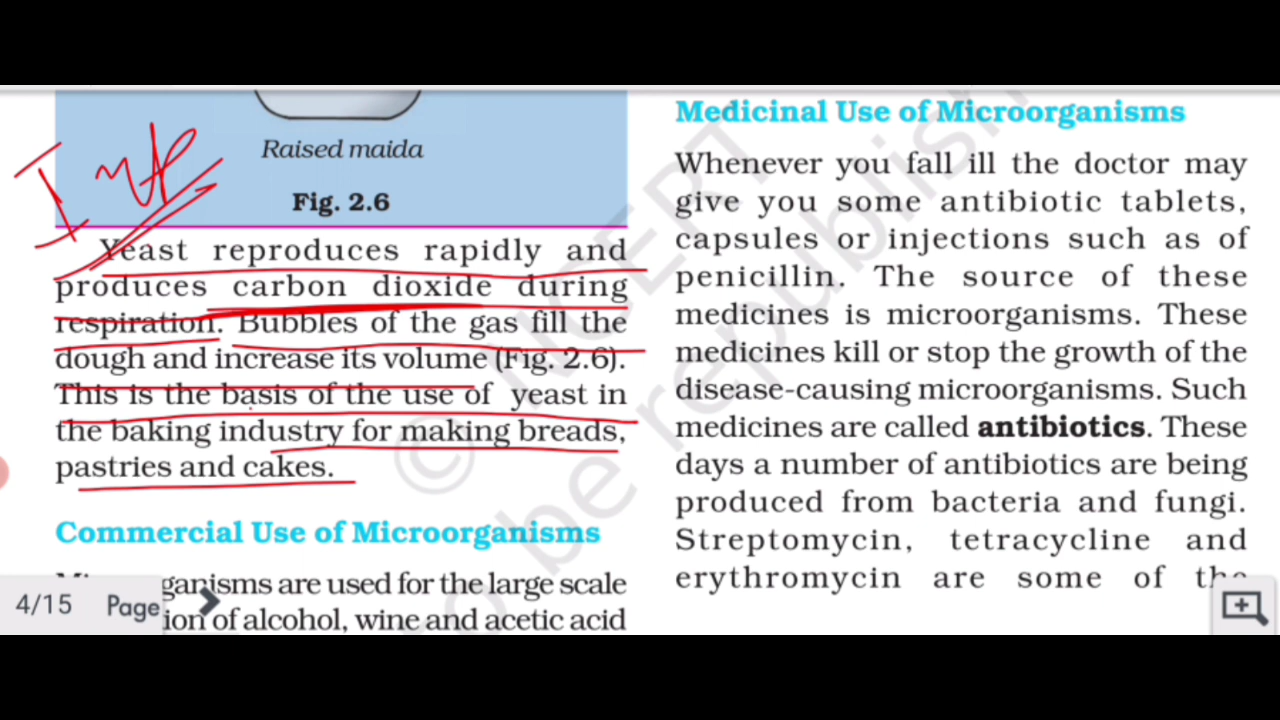 Raised maida
Fig. 2.6
Imp
Yeast reproduces rapidly and
produces carbon dioxide during
respiration. Bubbles of the gas fill the
dough and increase its volume (Fig. 2.6).
This is the basis of the use of yeast in
the baking industry for making breads,
pastries and cakes.
Commercial Use of Microorganisms
ganisms are used for the large scale
ion of alcohol, wine and acetic acid
4/15 Page
Medicinal Use of Microorganisms
Whenever you fall ill the doctor may
give you some antibiotic tablets,
capsules or injections such as of
penicillin. The source of these
medicines is microorganisms. These
medicines kill or stop the growth of the
disease-causing microorganisms. Such
medicines are called antibiotics. These
days a number of antibiotics are being
produced from bacteria and fungi.
Streptomycin, tetracycline and
erythromycin are some of the
© NCERT
be republish